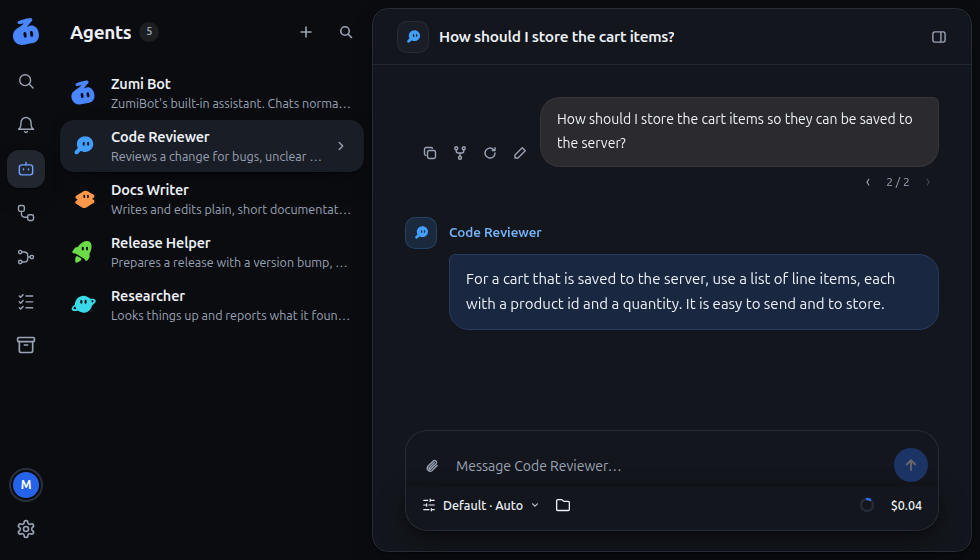 Agents 5
Zumi Bot
ZumiBot's built-in assistant. Chats norma…
Code Reviewer
Reviews a change for bugs, unclear …
Docs Writer
Writes and edits plain, short documentat…
Release Helper
Prepares a release with a version bump, …
Researcher
Looks things up and reports what it foun…
M
How should I store the cart items?
How should I store the cart items so they can be saved to
the server?
2 / 2
Code Reviewer
For a cart that is saved to the server, use a list of line items, each
with a product id and a quantity. It is easy to send and to store.
Message Code Reviewer…
Default · Auto
$0.04